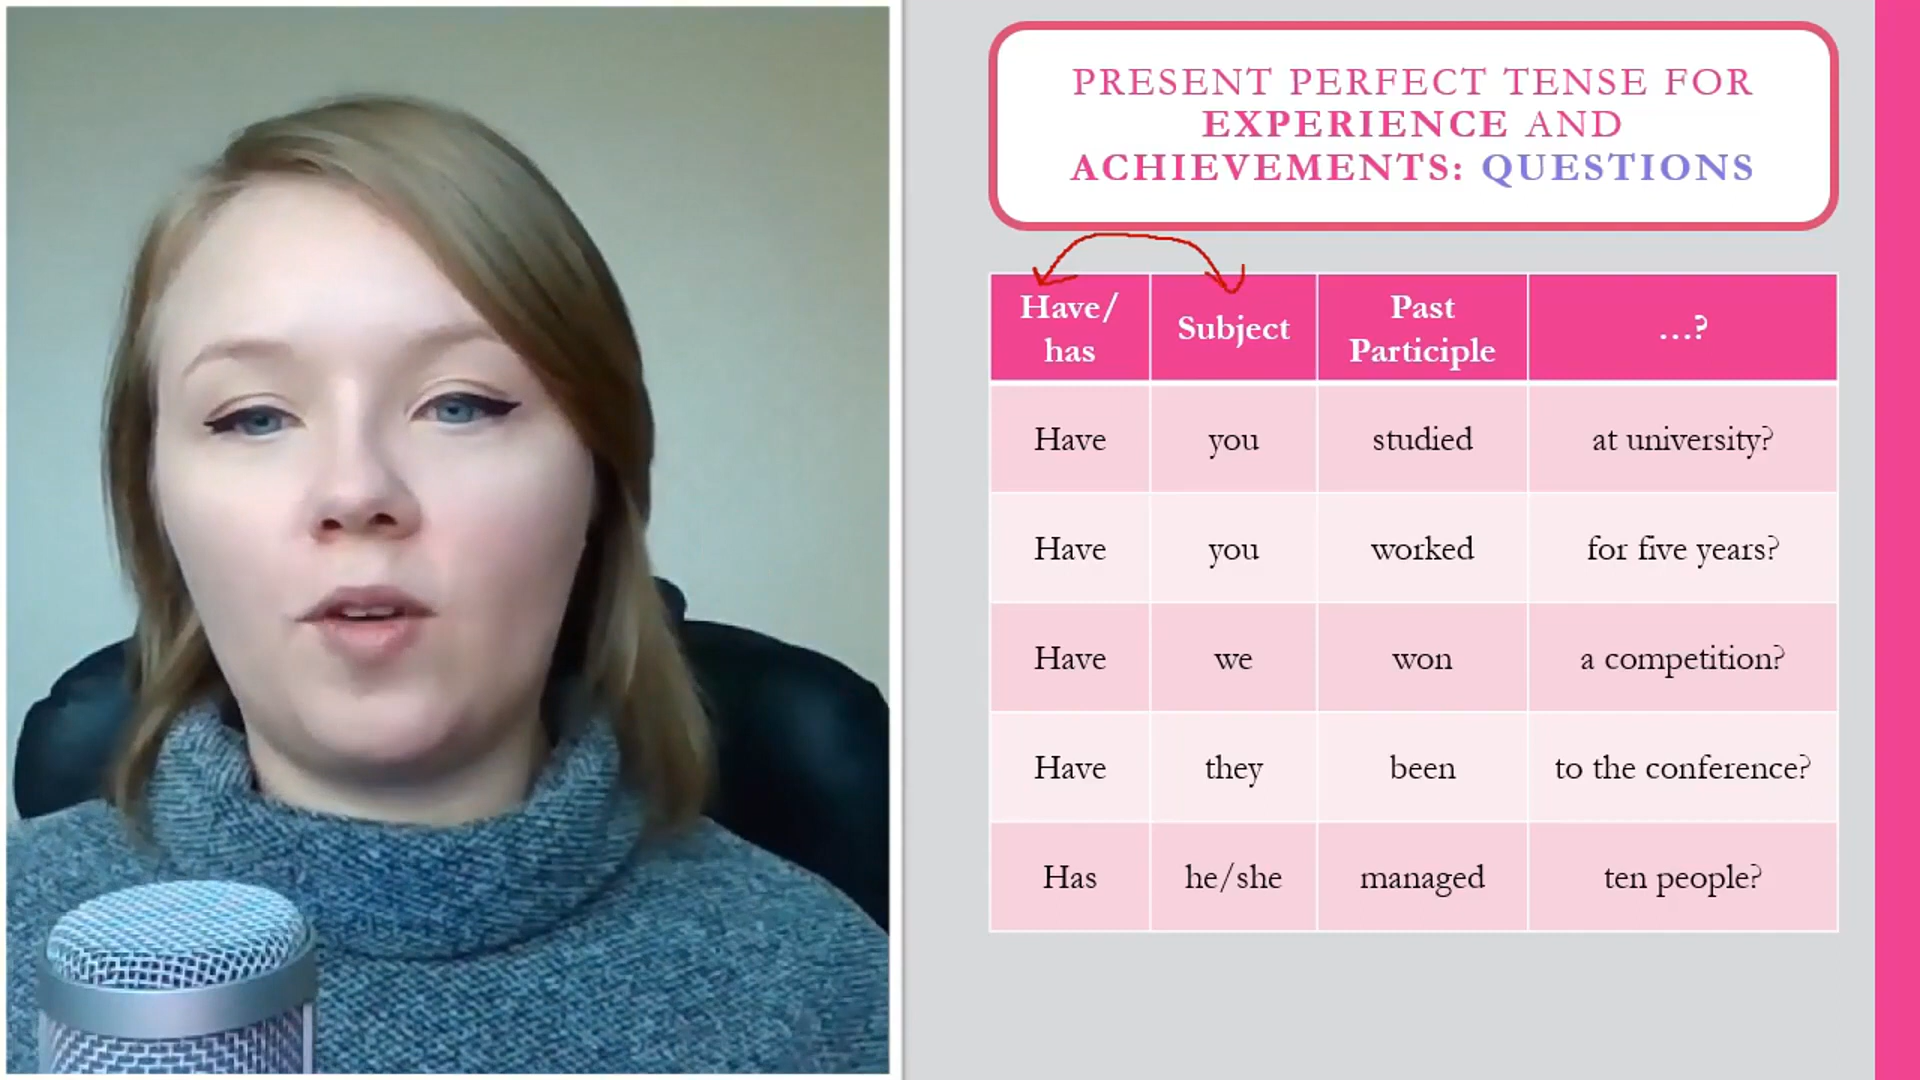 PRESENT PERFECT TENSE FOR
EXPERIENCE AND
ACHIEVEMENTS: QUESTIONS
Have/
has
Subject
Past
Participle
...?
Have you studied at university?
Have you worked for five years?
Have we won a competition?
Have they been to the conference?
Has he/she managed ten people?